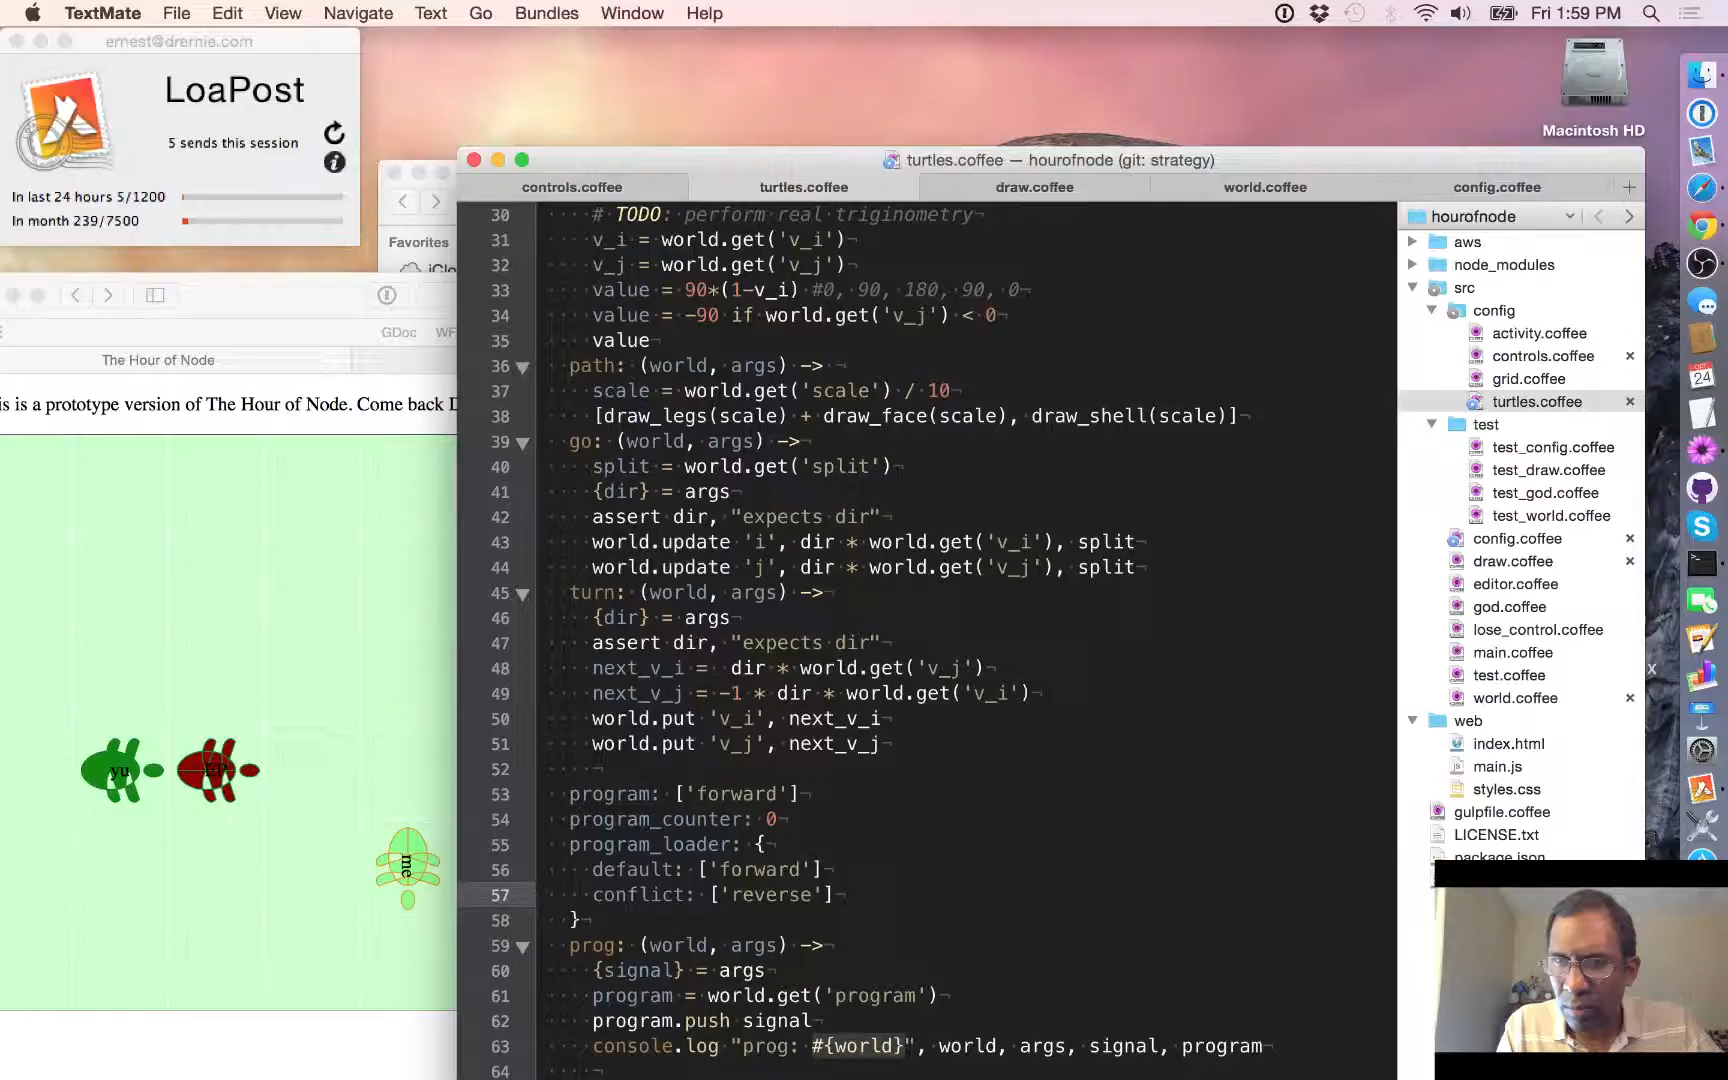 TextMate File Edit View Navigate Text Go Bundles Window Help Fri 1:59 PM
ernest@drernie.com
LoaPost
5 sends this session
In last 24 hours 5/1200
In month 239/7500
Macintosh HD
Favorites
GDoc
The Hour of Node
is is a prototype version of The Hour of Node. Come back
yu
me
turtles.coffee — hourofnode (git: strategy)
controls.coffee turtles.coffee draw.coffee world.coffee config.coffee
30 # TODO: perform real triginometry¬
31 v_i = world.get('v_i')¬
32 v_j = world.get('v_j')¬
33 value = 90*(1-v_i) #0, 90, 180, 90, 0¬
34 value = -90 if world.get('v_j') < 0¬
35 value¬
36 path: (world, args) ->¬
37 scale = world.get('scale') / 10¬
38 [draw_legs(scale) + draw_face(scale), draw_shell(scale)]¬
39 go: (world, args) ->¬
40 split = world.get('split')¬
41 {dir} = args¬
42 assert dir, "expects dir"¬
43 world.update 'i', dir * world.get('v_i'), split¬
44 world.update 'j', dir * world.get('v_j'), split¬
45 turn: (world, args) ->¬
46 {dir} = args¬
47 assert dir, "expects dir"¬
48 next_v_i = dir * world.get('v_j')¬
49 next_v_j = -1 * dir * world.get('v_i')¬
50 world.put 'v_i', next_v_i¬
51 world.put 'v_j', next_v_j¬
52 ¬
53 program: ['forward']¬
54 program_counter: 0¬
55 program_loader: {¬
56 default: ['forward']¬
57 conflict: ['reverse']¬
58 }¬
59 prog: (world, args) ->¬
60 {signal} = args¬
61 program = world.get('program')¬
62 program.push signal¬
63 console.log "prog: #{world}", world, args, signal, program¬
64 ¬
hourofnode
aws
node_modules
src
config
activity.coffee
controls.coffee
grid.coffee
turtles.coffee
test
test_config.coffee
test_draw.coffee
test_god.coffee
test_world.coffee
config.coffee
draw.coffee
editor.coffee
god.coffee
lose_control.coffee
main.coffee
test.coffee
world.coffee
web
index.html
main.js
styles.css
gulpfile.coffee
LICENSE.txt
package.json